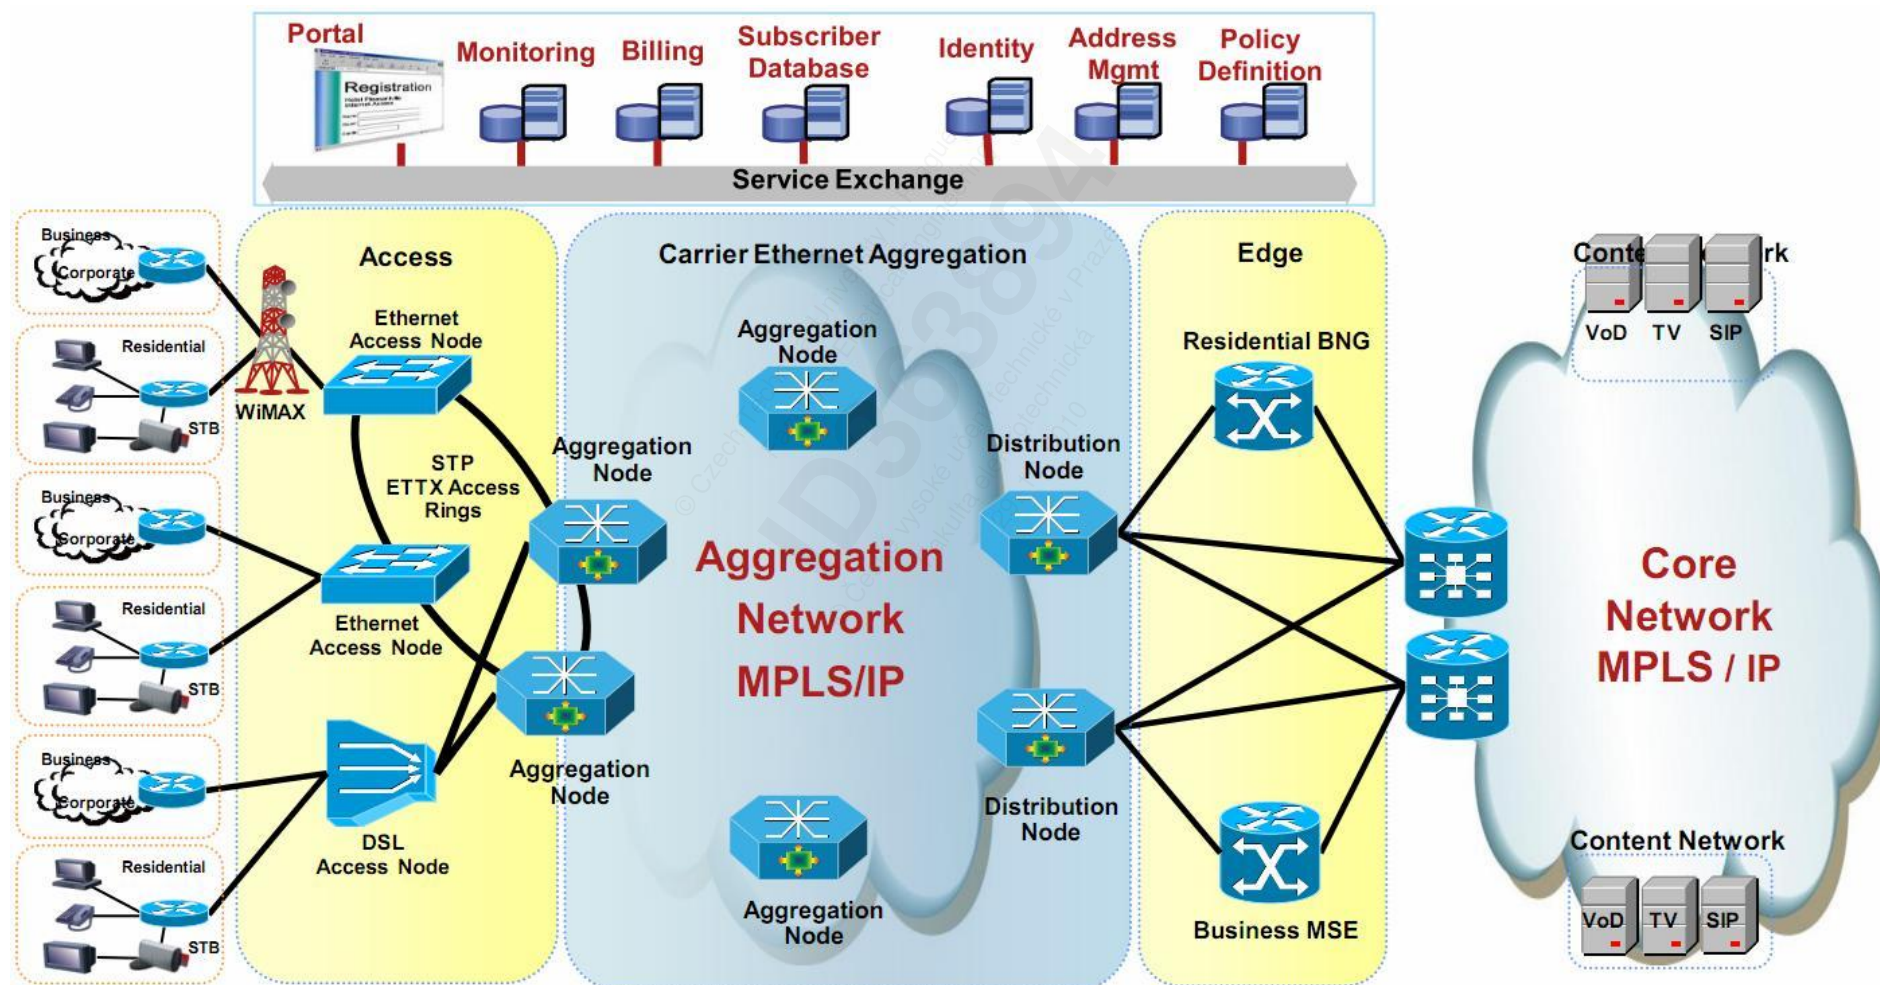 Portal
Registration
Monitoring
Billing
Subscriber
Database
Identity
Address
Mgmt
Policy
Definition
Service Exchange
Access
Carrier Ethernet Aggregation
Edge
Business
Corporate
Residential
STB
Business
Corporate
Residential
STB
Business
Corporate
Residential
STB
WiMAX
Ethernet
Access Node
STP
ETTX Access
Rings
Ethernet
Access Node
DSL
Access Node
Aggregation
Node
Aggregation
Node
Aggregation
Node
Aggregation
Node
Aggregation
Network
MPLS/IP
Distribution
Node
Distribution
Node
Residential BNG
Business MSE
VoD TV SIP
Core
Network
MPLS / IP
Content Network
VoD TV SIP